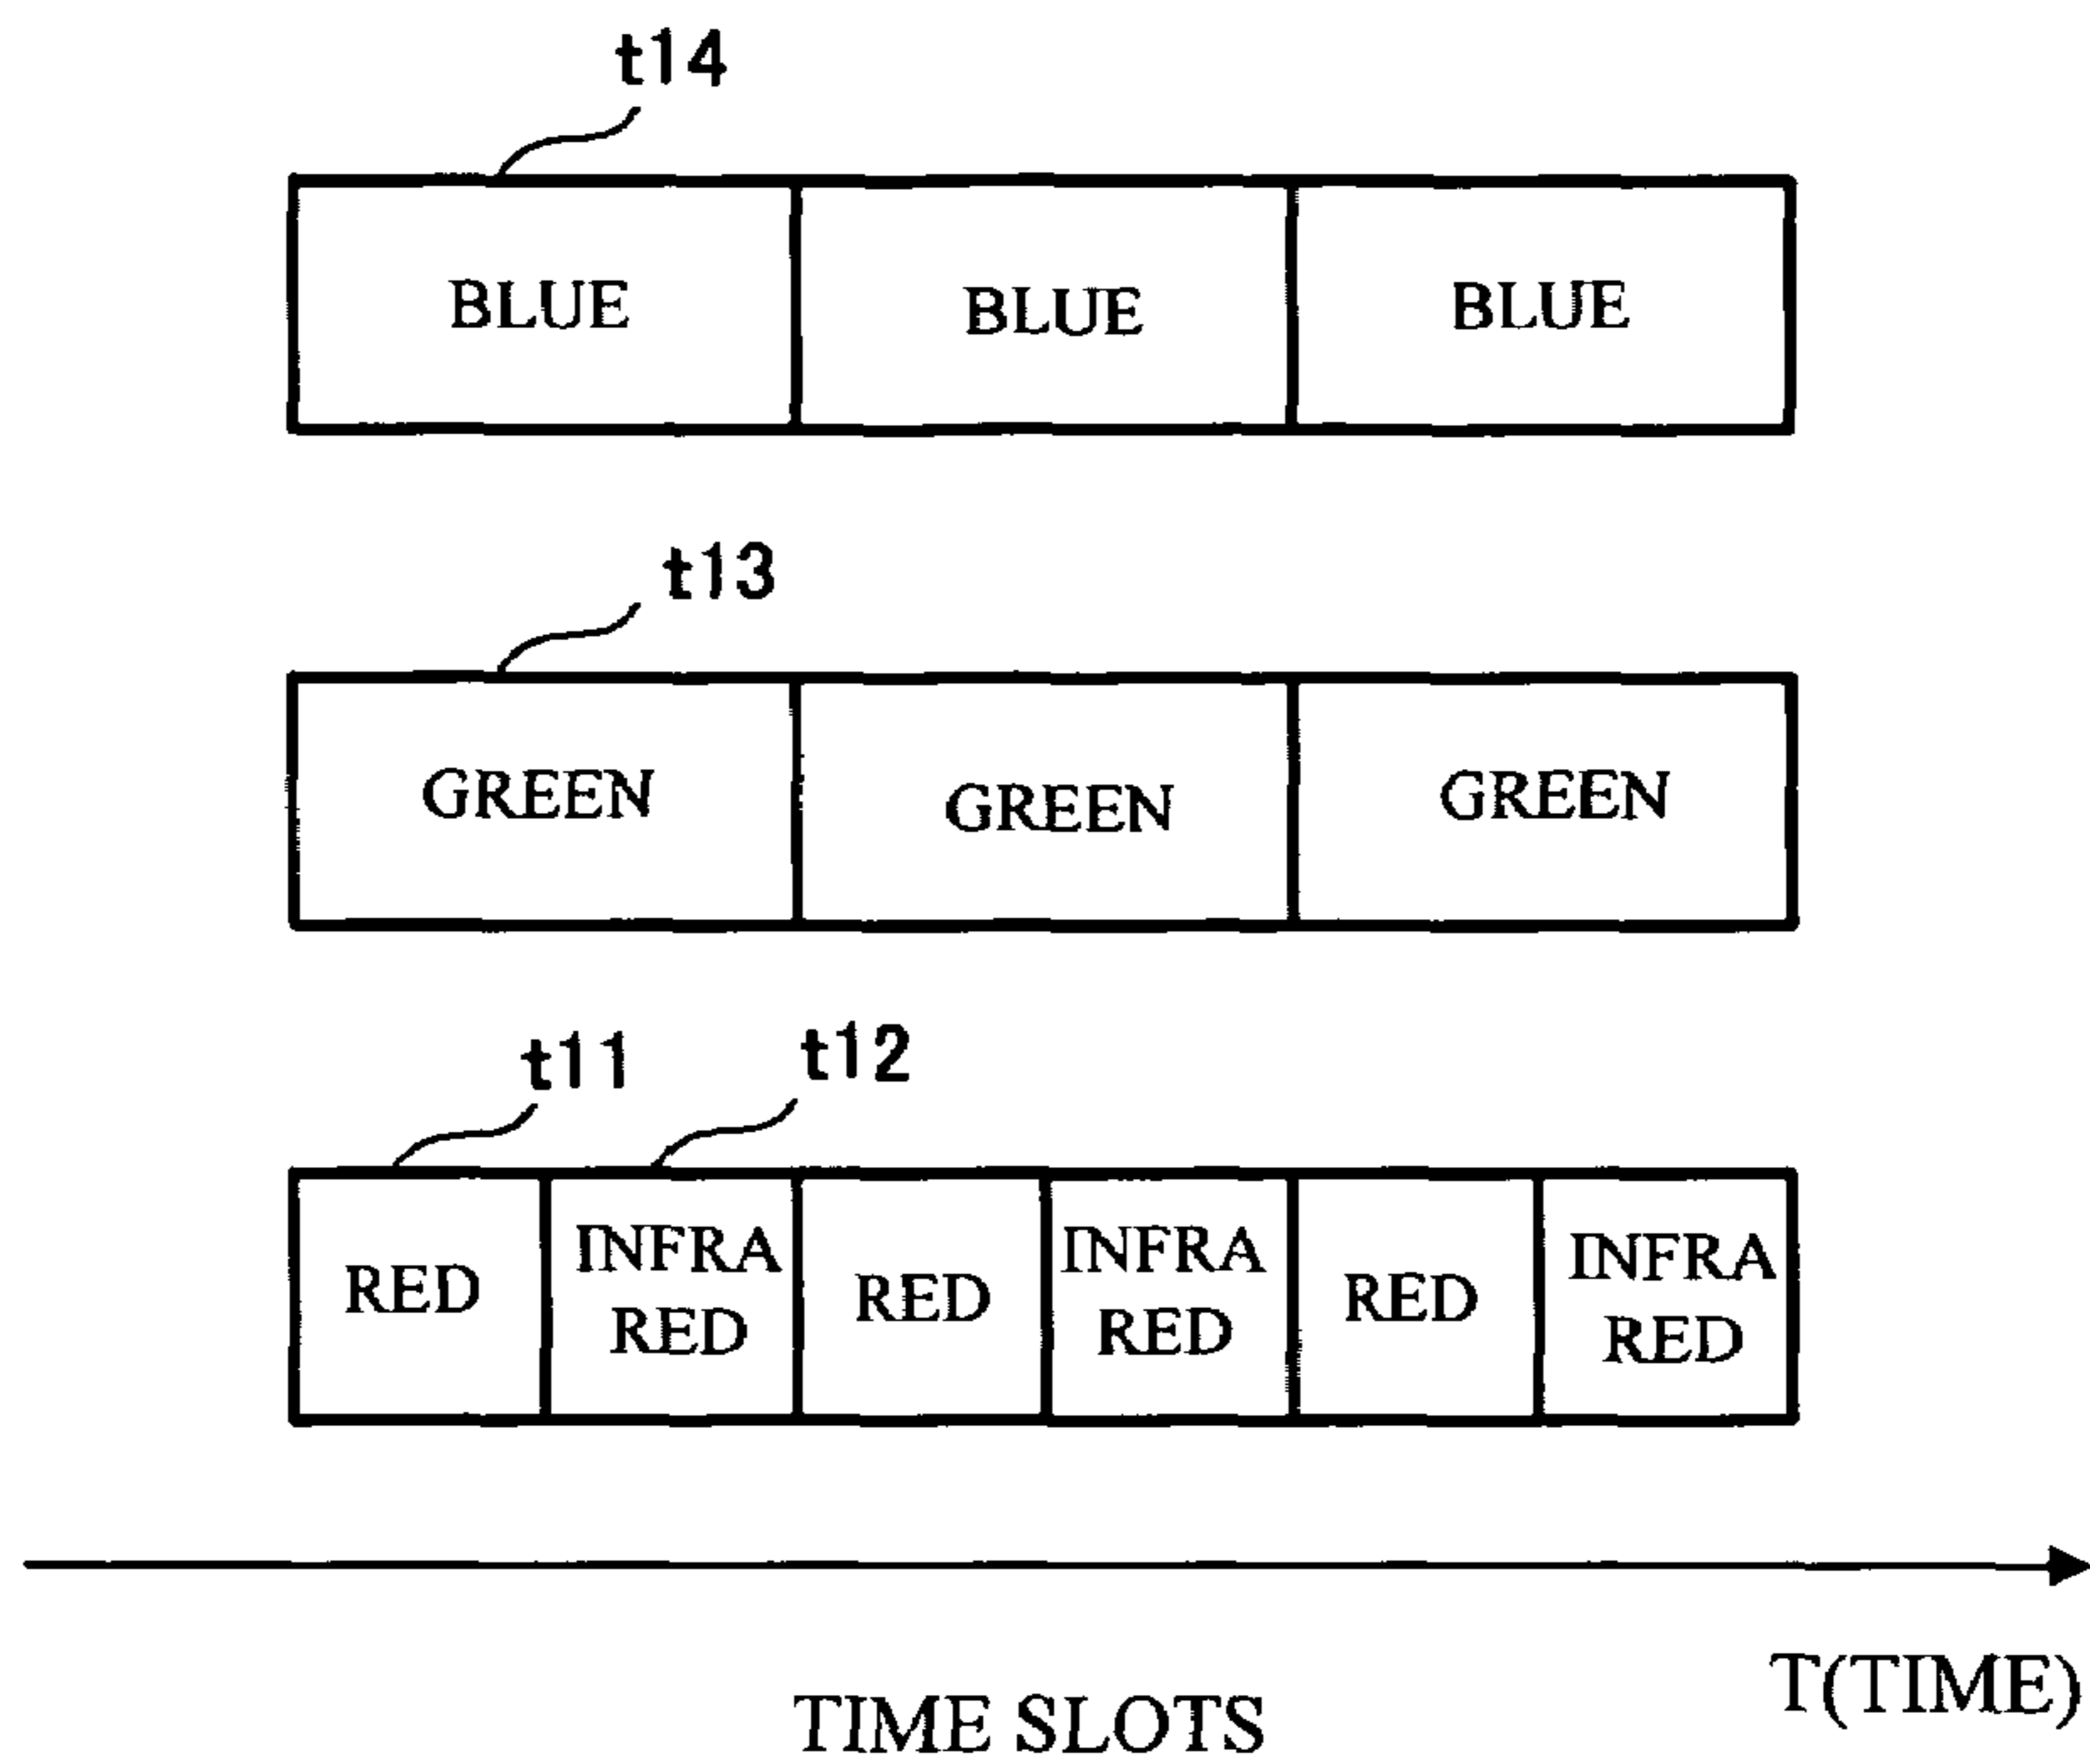 t14
BLUE BLUE BLUE
t13
GREEN GREEN GREEN
t11 t12
RED INFRA RED RED INFRA RED RED INFRA RED
T(TIME)
TIME SLOTS